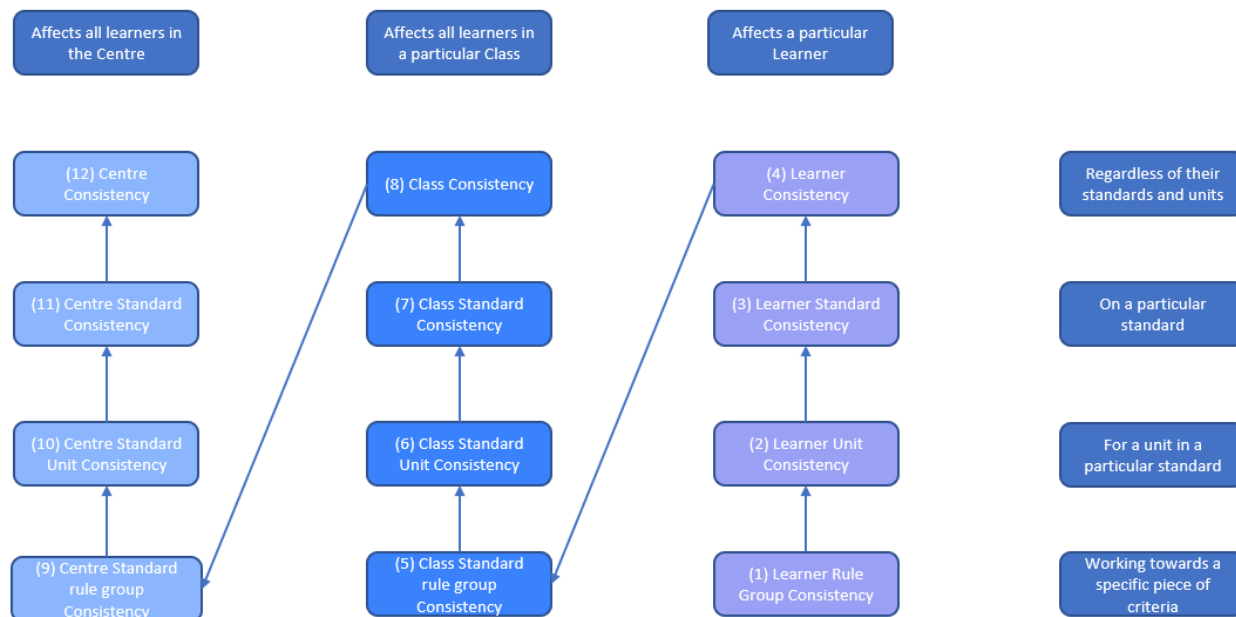 Affects all learners in
the Centre
Affects all learners in
a particular Class
Affects a particular
Learner
(12) Centre
Consistency
(8) Class Consistency
(4) Learner
Consistency
Regardless of their
standards and units
(11) Centre Standard
Consistency
(7) Class Standard
Consistency
(3) Learner Standard
Consistency
On a particular
standard
(10) Centre Standard
Unit Consistency
(6) Class Standard
Unit Consistency
(2) Learner Unit
Consistency
For a unit in a
particular standard
(9) Centre Standard
rule group
Consistency
(5) Class Standard
rule group
Consistency
(1) Learner Rule
Group Consistency
Working towards a
specific piece of
criteria